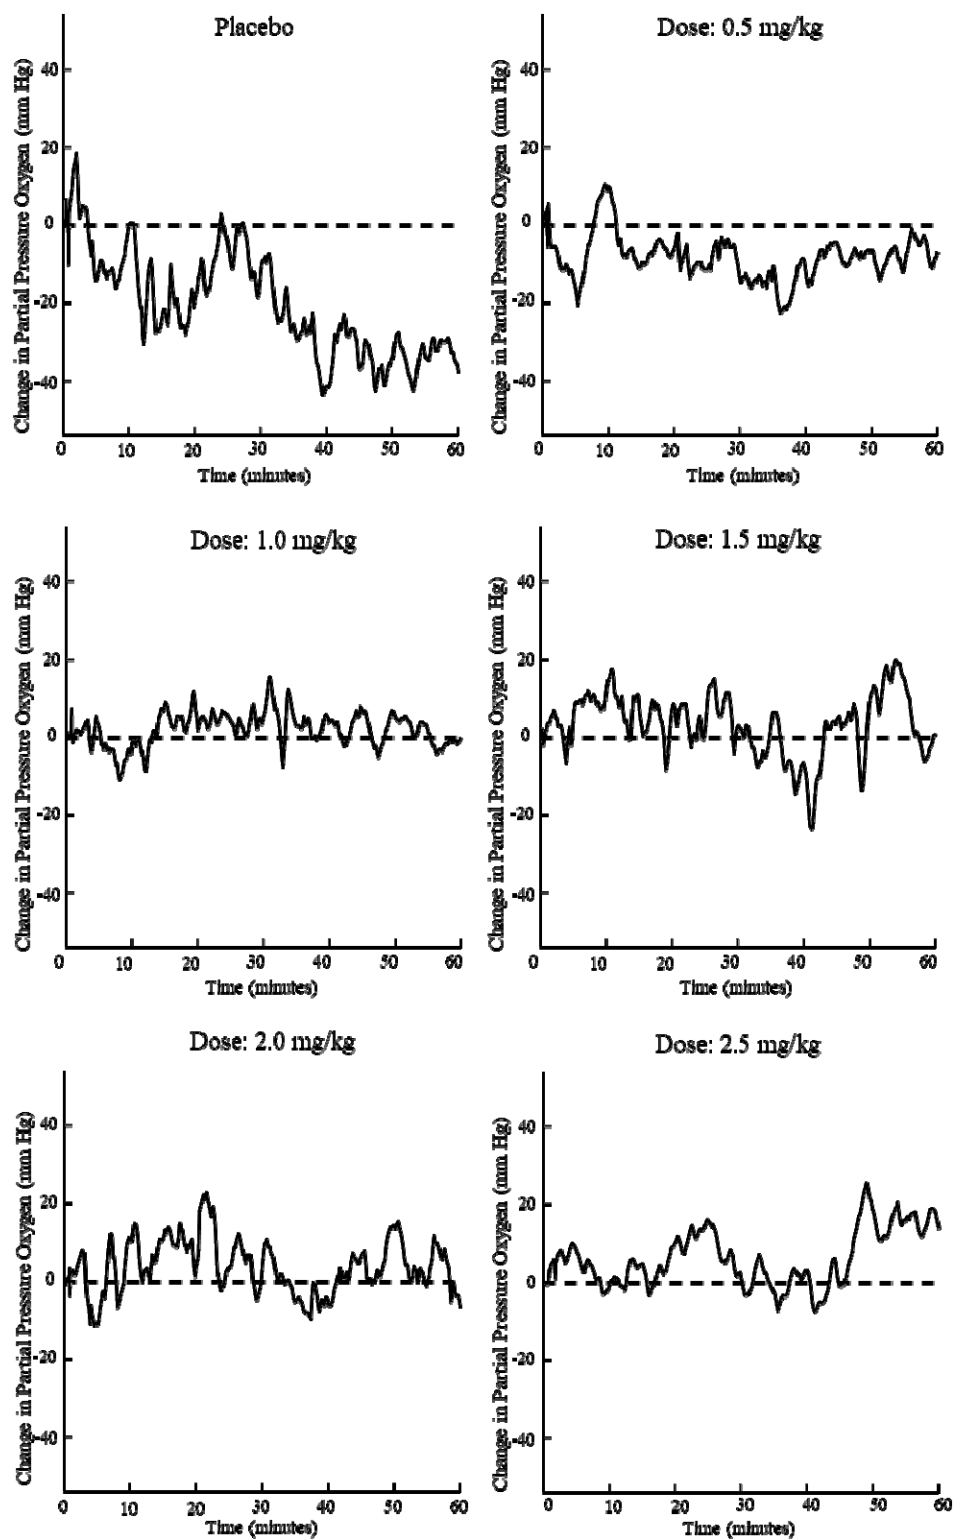 Placebo
Change in Partial Pressure Oxygen (mm Hg)
40
20
0
-20
-40
0 10 20 30 40 50 60
Time (minutes)
Dose: 0.5 mg/kg
Change in Partial Pressure Oxygen (mm Hg)
40
20
0
-20
-40
0 10 20 30 40 50 60
Time (minutes)
Dose: 1.0 mg/kg
Change in Partial Pressure Oxygen (mm Hg)
40
20
0
-20
-40
0 10 20 30 40 50 60
Time (minutes)
Dose: 1.5 mg/kg
Change in Partial Pressure Oxygen (mm Hg)
40
20
0
-20
-40
0 10 20 30 40 50 60
Time (minutes)
Dose: 2.0 mg/kg
Change in Partial Pressure Oxygen (mm Hg)
40
20
0
-20
-40
0 10 20 30 40 50 60
Time (minutes)
Dose: 2.5 mg/kg
Change in Partial Pressure Oxygen (mm Hg)
40
20
0
-20
-40
0 10 20 30 40 50 60
Time (minutes)